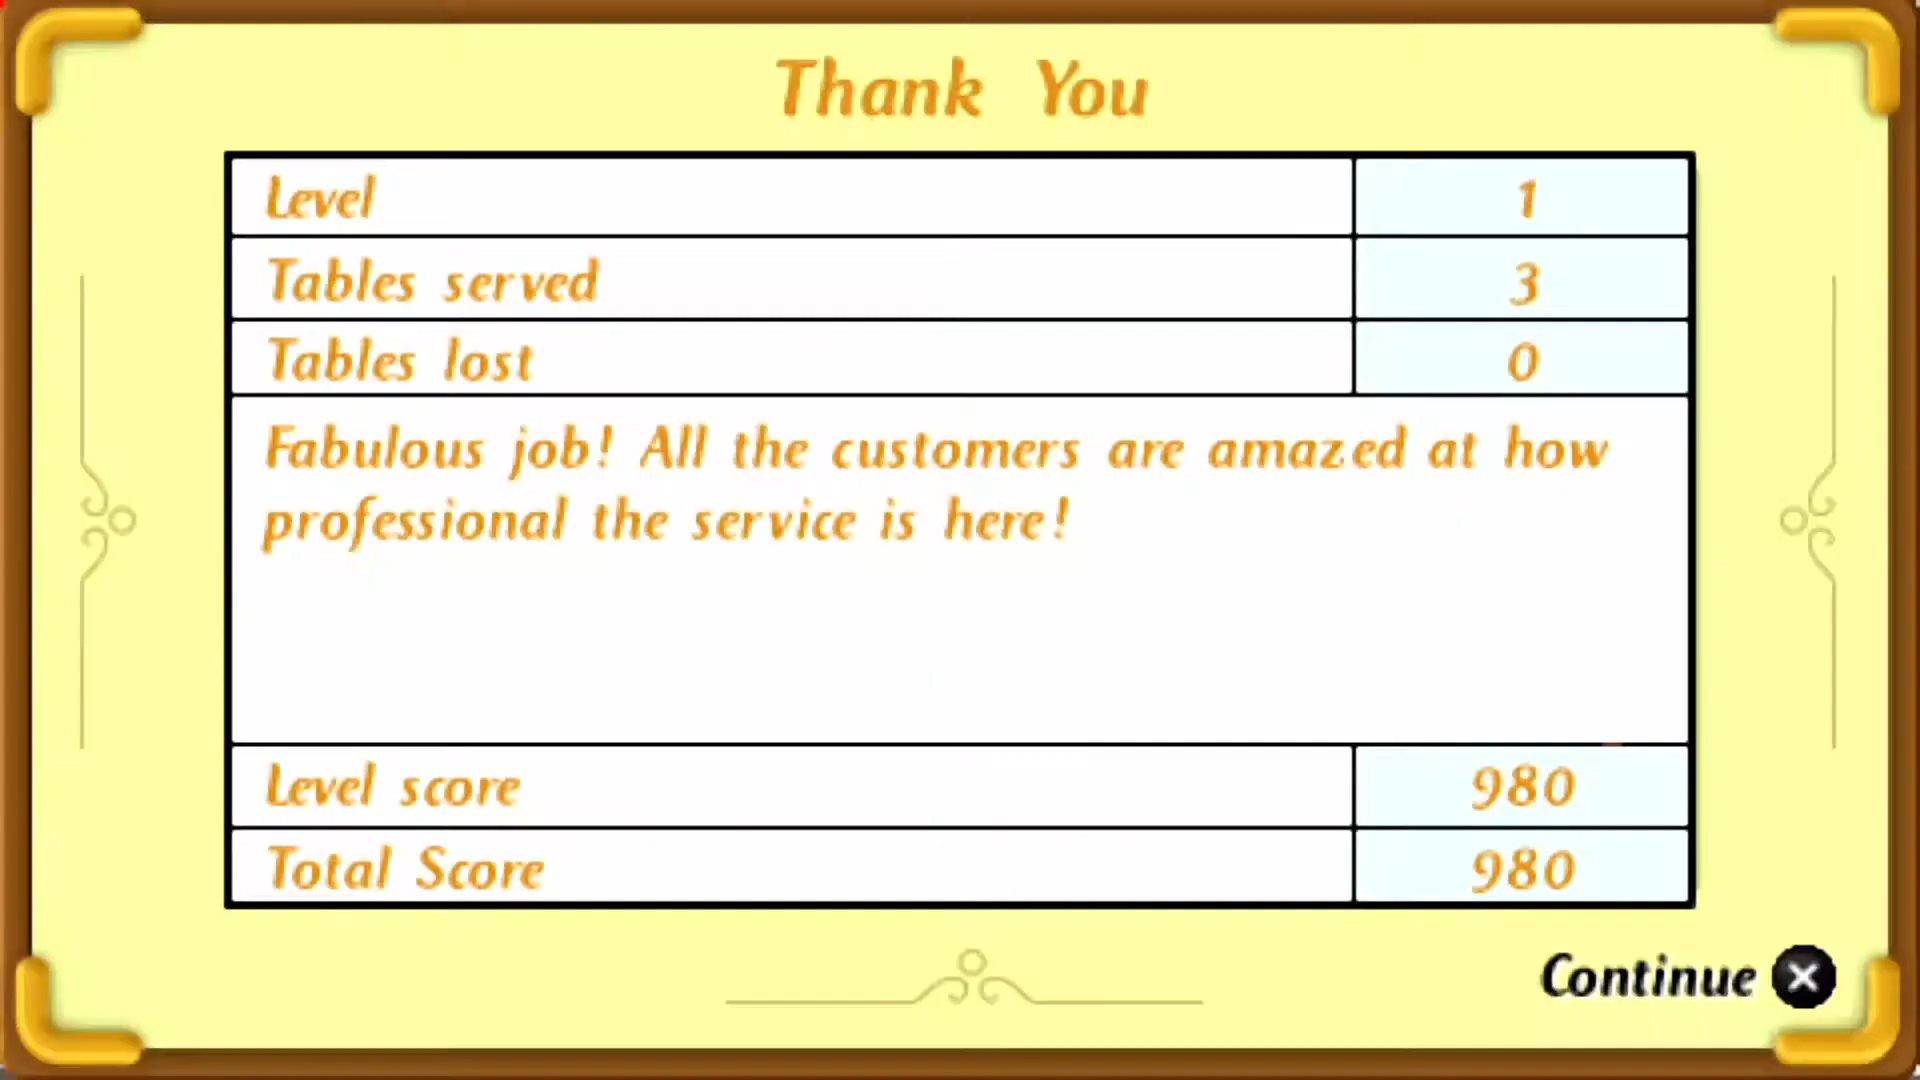 Thank You
Level 1
Tables served 3
Tables lost 0
Fabulous job! All the customers are amazed at how
professional the service is here!
Level score 980
Total Score 980
Continue